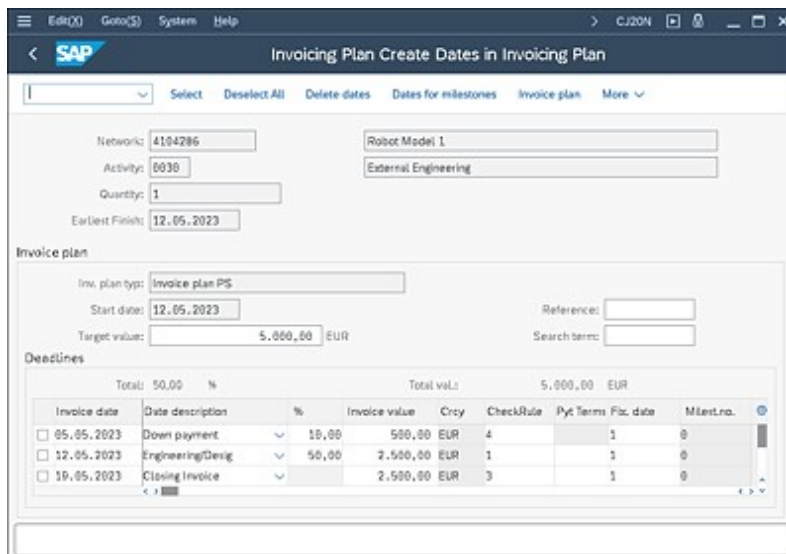 Edit(X) Goto(S) System Help CJ20N
SAP Invoicing Plan Create Dates in Invoicing Plan
Select Deselect All Delete dates Dates for milestones Invoice plan More
Network: 4104286 Robot Model 1
Activity: 0030 External Engineering
Quantity: 1
Earliest Finish: 12.05.2023
Invoice plan
Inv. plan typ: Invoice plan PS
Start date: 12.05.2023 Reference:
Target value: 5.000,00 EUR Search term:
Deadlines
Total: 50,00 % Total val.: 5.000,00 EUR
Invoice date Date description % Invoice value Crcy CheckRule Pyt Terms Fix. date Milest.no.
05.05.2023 Down payment 10,00 500,00 EUR 4 1 0
12.05.2023 Engineering/Desig 50,00 2.500,00 EUR 1 1 0
19.05.2023 Closing Invoice 2.500,00 EUR 3 1 0